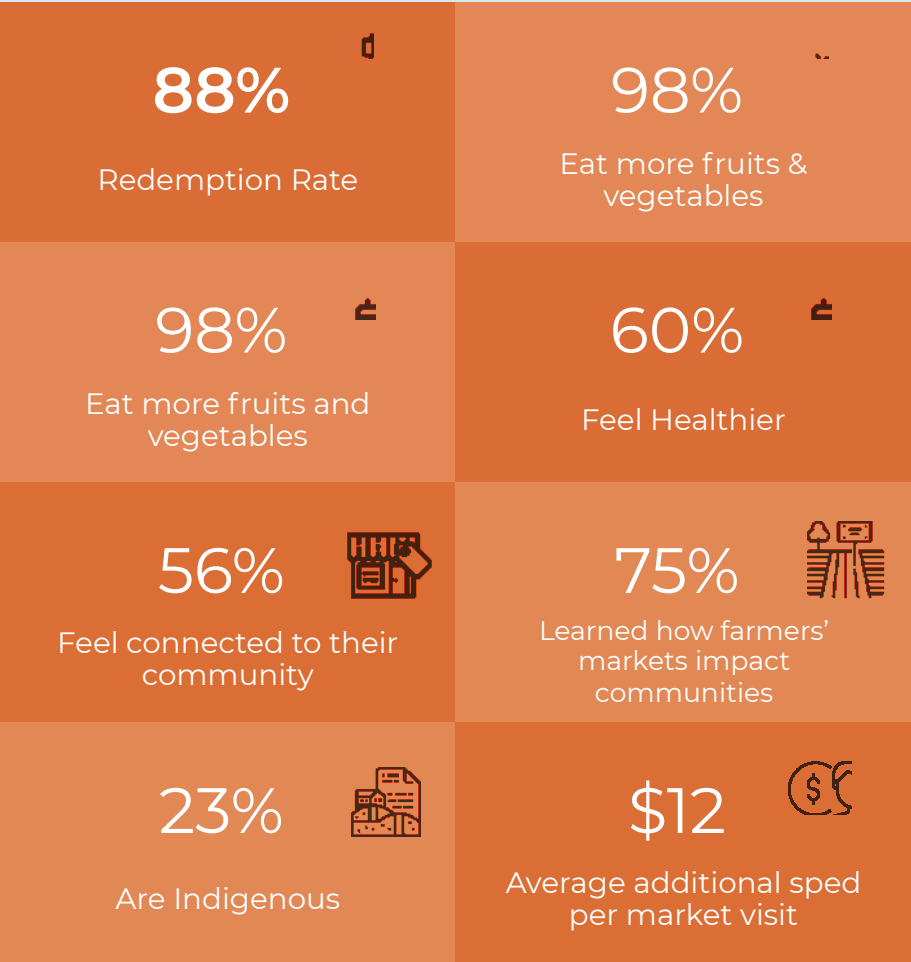 88%
Redemption Rate
98%
Eat more fruits &
vegetables
98%
Eat more fruits and
vegetables
60%
Feel Healthier
56%
Feel connected to their
community
75%
Learned how farmers’
markets impact
communities
23%
Are Indigenous
$12
Average additional sped
per market visit